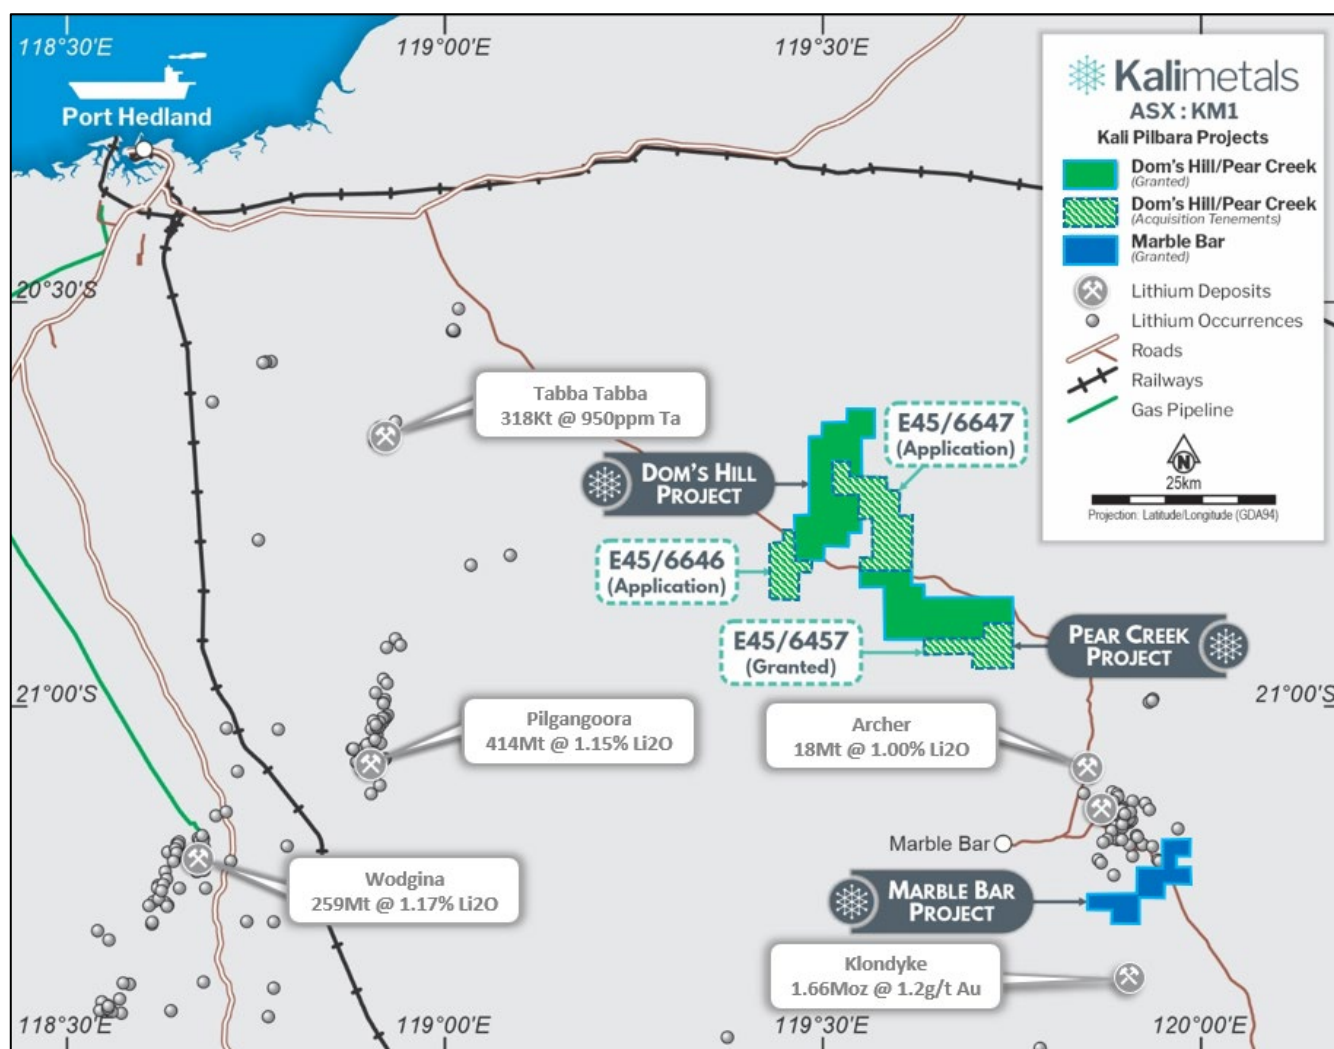 118°30'E
119°00'E
119°30'E
Port Hedland
Kalimetals
ASX : KM1
Kali Pilbara Projects
Dom's Hill/Pear Creek
(Granted)
Dom's Hill/Pear Creek
(Acquisition Tenements)
Marble Bar
(Granted)
Lithium Deposits
Lithium Occurrences
Roads
Railways
Gas Pipeline
N
25km
Projection: Latitude/Longitude (GDA94)
20°30'S
Tabba Tabba
318Kt @ 950ppm Ta
E45/6647
(Application)
DOM'S HILL
PROJECT
E45/6646
(Application)
E45/6457
(Granted)
PEAR CREEK
PROJECT
21°00'S
21°00'S
Pilgangoora
414Mt @ 1.15% Li2O
Archer
18Mt @ 1.00% Li2O
Marble Bar
Wodgina
259Mt @ 1.17% Li2O
MARBLE BAR
PROJECT
Klondyke
1.66Moz @ 1.2g/t Au
118°30'E
119°00'E
119°30'E
120°00'E